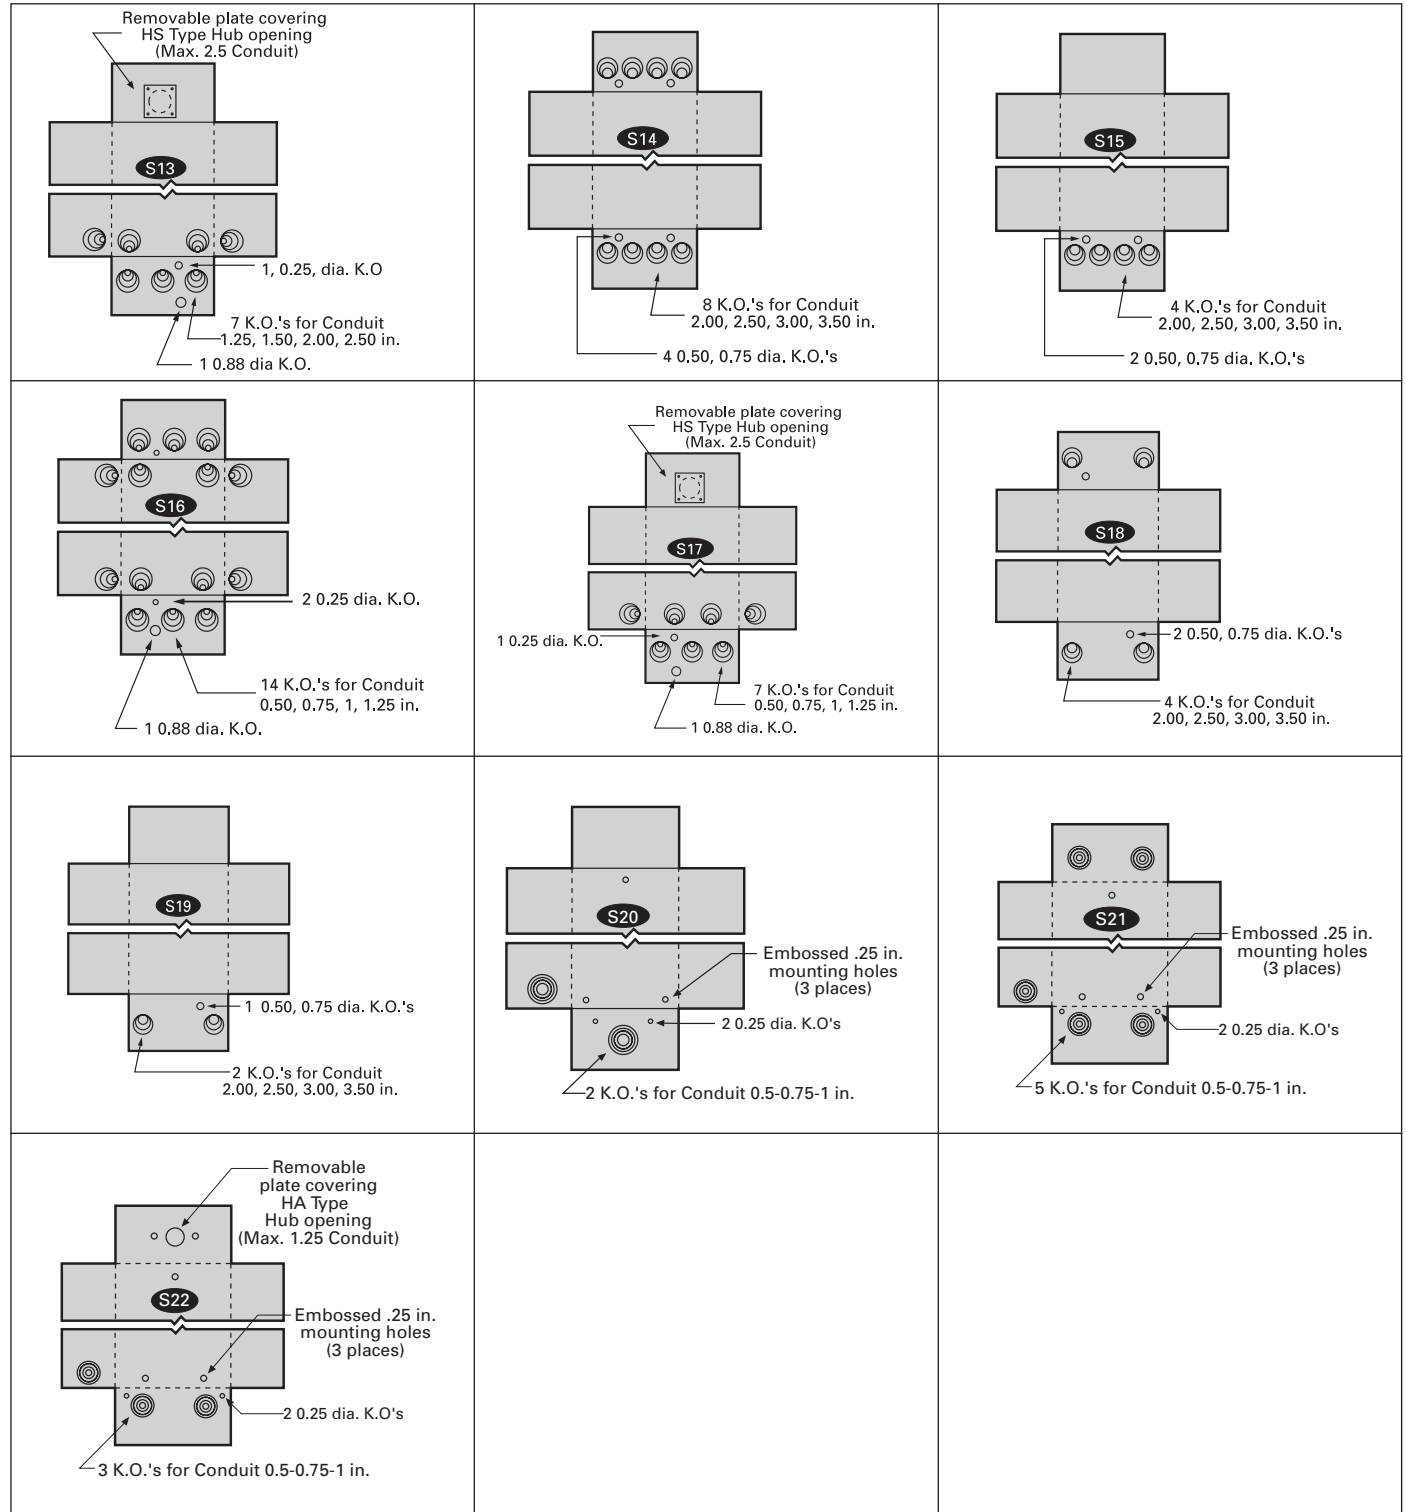 Removable plate covering
HS Type Hub opening
(Max. 2.5 Conduit)
S13
1, 0.25, dia. K.O
7 K.O.'s for Conduit
1.25, 1.50, 2.00, 2.50 in.
1 0.88 dia K.O.
S14
8 K.O.'s for Conduit
2.00, 2.50, 3.00, 3.50 in.
4 0.50, 0.75 dia. K.O.'s
S15
4 K.O.'s for Conduit
2.00, 2.50, 3.00, 3.50 in.
2 0.50, 0.75 dia. K.O.'s
S16
2 0.25 dia. K.O.
14 K.O.'s for Conduit
0.50, 0.75, 1, 1.25 in.
1 0.88 dia. K.O.
Removable plate covering
HS Type Hub opening
(Max. 2.5 Conduit)
S17
1 0.25 dia. K.O.
7 K.O.'s for Conduit
0.50, 0.75, 1, 1.25 in.
1 0.88 dia. K.O.
S18
2 0.50, 0.75 dia. K.O.'s
4 K.O.'s for Conduit
2.00, 2.50, 3.00, 3.50 in.
S19
1 0.50, 0.75 dia. K.O.'s
2 K.O.'s for Conduit
2.00, 2.50, 3.00, 3.50 in.
S20
Embossed .25 in.
mounting holes
(3 places)
2 0.25 dia. K.O's
2 K.O.'s for Conduit 0.5-0.75-1 in.
S21
Embossed .25 in.
mounting holes
(3 places)
2 0.25 dia. K.O's
5 K.O.'s for Conduit 0.5-0.75-1 in.
Removable
plate covering
HA Type
Hub opening
(Max. 1.25 Conduit)
S22
Embossed .25 in.
mounting holes
(3 places)
2 0.25 dia. K.O's
3 K.O.'s for Conduit 0.5-0.75-1 in.